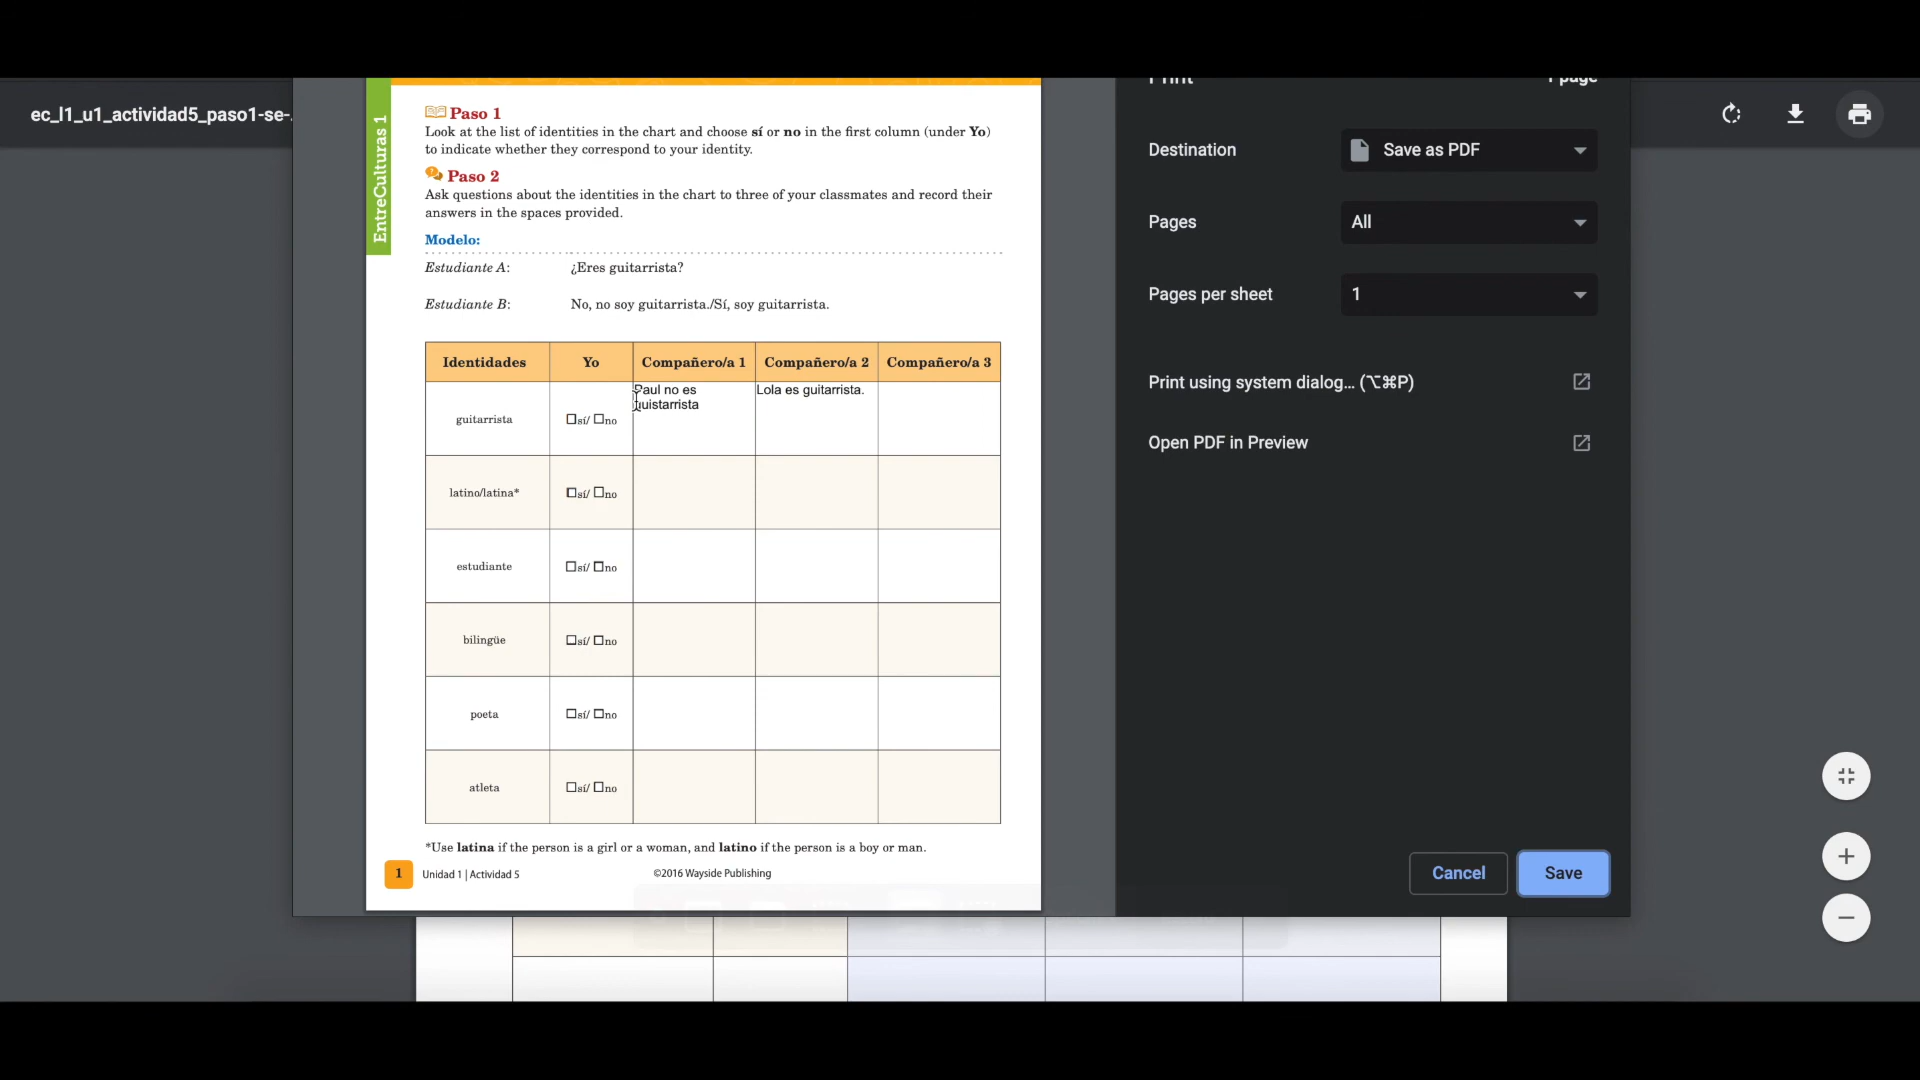 Print
1 page
ec_l1_u1_actividad5_paso1-se-.
EntreCulturas 1
Paso 1
Look at the list of identities in the chart and choose sí or no in the first column (under Yo)
to indicate whether they correspond to your identity.
Paso 2
Ask questions about the identities in the chart to three of your classmates and record their
answers in the spaces provided.
Modelo:
Estudiante A: ¿Eres guitarrista?
Estudiante B: No, no soy guitarrista./Sí, soy guitarrista.
Identidades Yo Compañero/a 1 Compañero/a 2 Compañero/a 3
Paul no es Lola es guitarrista.
guistarrista
guitarrista sí/ no
latino/latina* sí/ no
estudiante sí/ no
bilingüe sí/ no
poeta sí/ no
atleta sí/ no
*Use latina if the person is a girl or a woman, and latino if the person is a boy or man.
1 Unidad 1 | Actividad 5 ©2016 Wayside Publishing
Destination Save as PDF
Pages All
Pages per sheet 1
Print using system dialog... (⌥⌘P)
Open PDF in Preview
Cancel Save